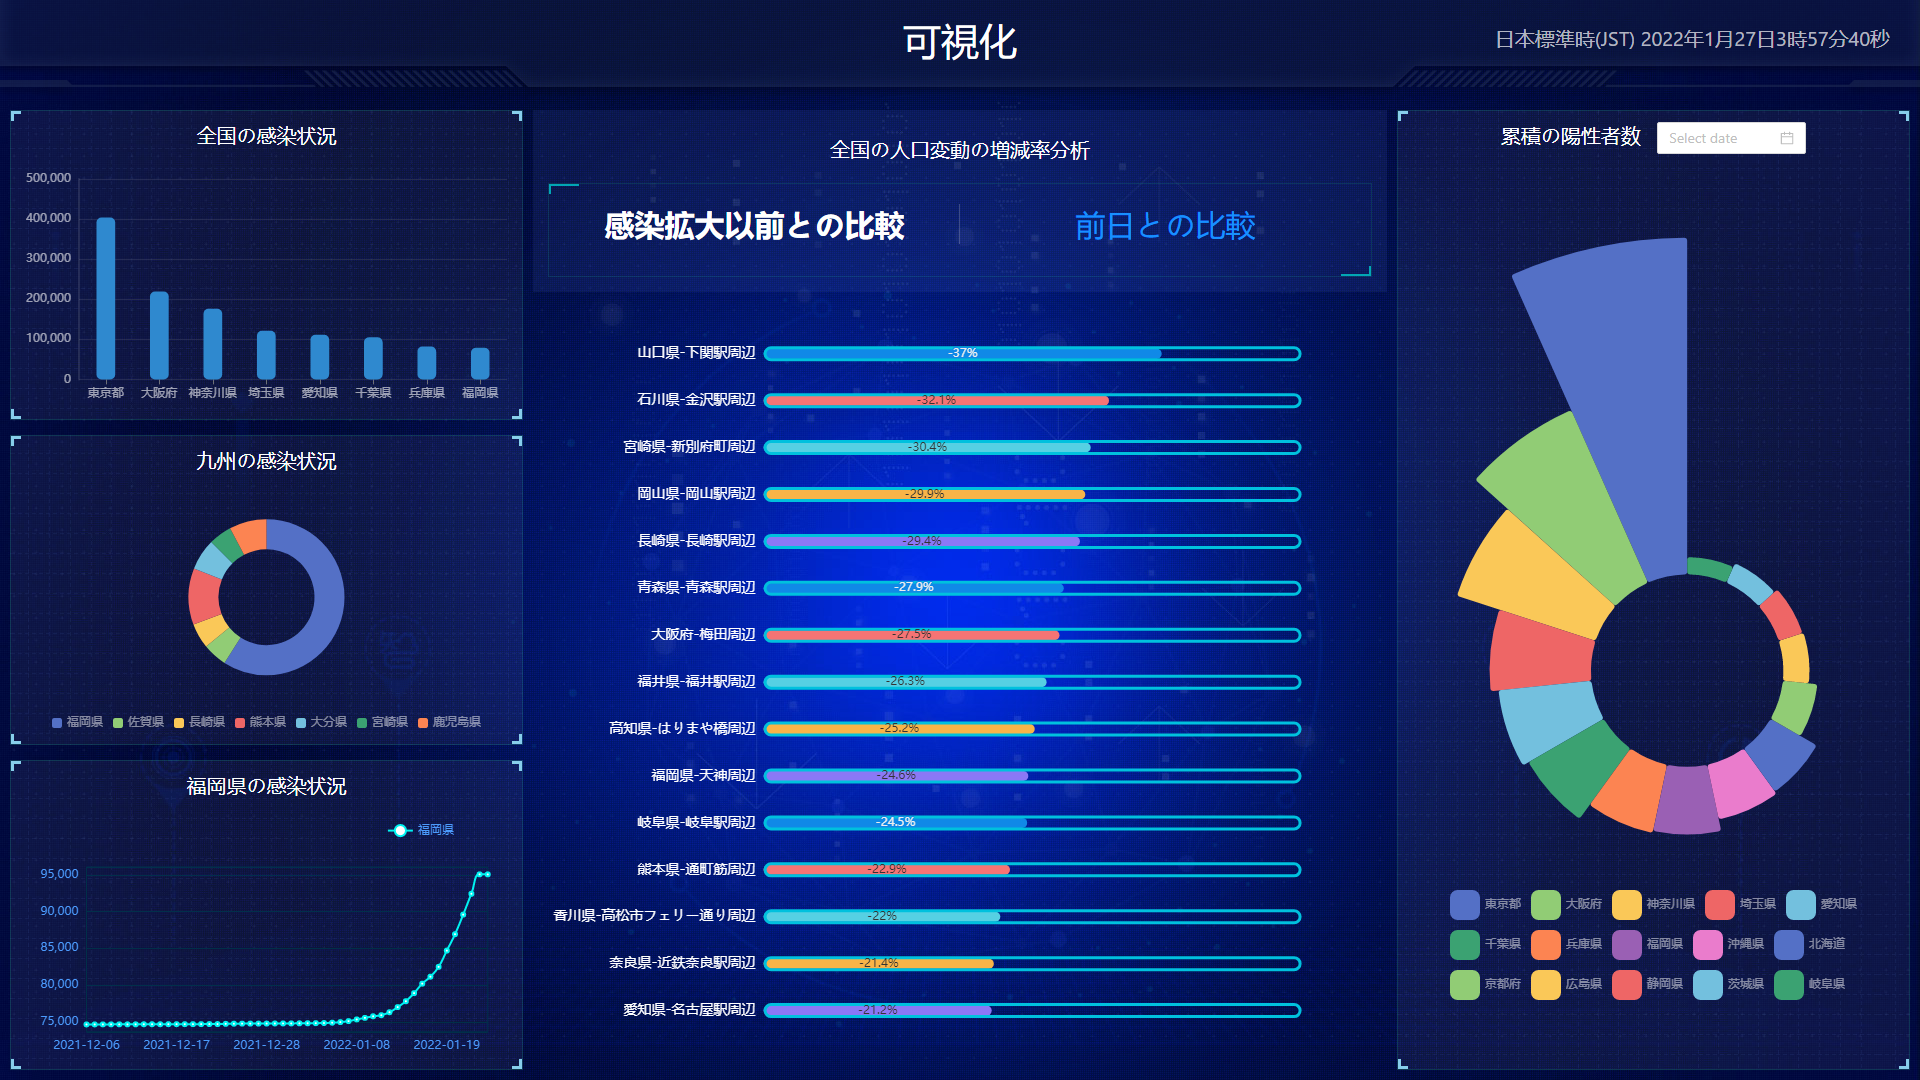 可視化
日本標準時(JST) 2022年1月27日3時57分40秒
全国の感染状況
500,000
400,000
300,000
200,000
100,000
0
東京都 大阪府 神奈川県 埼玉県 愛知県 千葉県 兵庫県 福岡県
九州の感染状況
福岡県 佐賀県 長崎県 熊本県 大分県 宮崎県 鹿児島県
福岡県の感染状況
福岡県
95,000
90,000
85,000
80,000
75,000
2021-12-06 2021-12-17 2021-12-28 2022-01-08 2022-01-19
全国の人口変動の増減率分析
感染拡大以前との比較 前日との比較
山口県-下関駅周辺 -37%
石川県-金沢駅周辺 -32.1%
宮崎県-新別府町周辺 -30.4%
岡山県-岡山駅周辺 -29.9%
長崎県-長崎駅周辺 -29.4%
青森県-青森駅周辺 -27.9%
大阪府-梅田周辺 -27.5%
福井県-福井駅周辺 -26.3%
高知県-はりまや橋周辺 -25.2%
福岡県-天神周辺 -24.6%
岐阜県-岐阜駅周辺 -24.5%
熊本県-通町筋周辺 -22.9%
香川県-高松市フェリー通り周辺 -22%
奈良県-近鉄奈良駅周辺 -21.4%
愛知県-名古屋駅周辺 -21.2%
累積の陽性者数 Select date
東京都 大阪府 神奈川県 埼玉県 愛知県
千葉県 兵庫県 福岡県 沖縄県 北海道
京都府 広島県 静岡県 茨城県 岐阜県